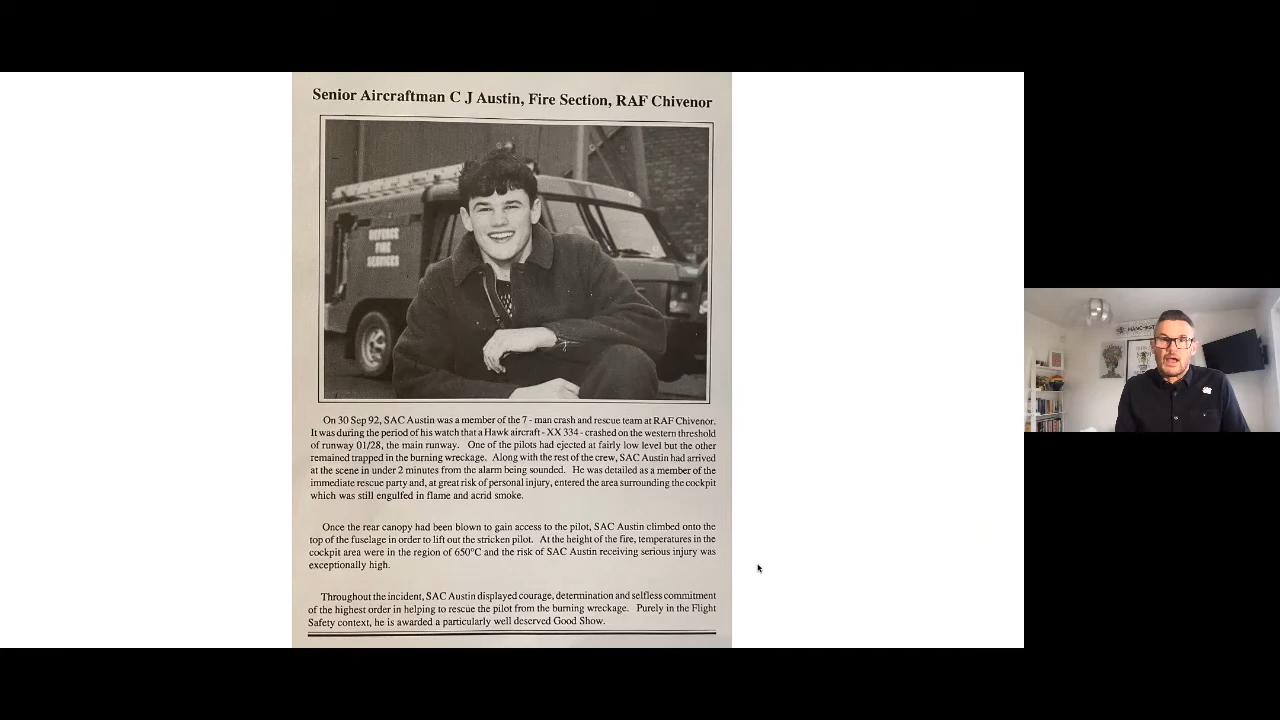 Senior Aircraftman C J Austin, Fire Section, RAF Chivenor
DEFENCE
FIRE
SERVICES
On 30 Sep 92, SAC Austin was a member of the 7 - man crash and rescue team at RAF Chivenor.
It was during the period of his watch that a Hawk aircraft - XX 334 - crashed on the western threshold
of runway 01/28, the main runway. One of the pilots had ejected at fairly low level but the other
remained trapped in the burning wreckage. Along with the rest of the crew, SAC Austin had arrived
at the scene in under 2 minutes from the alarm being sounded. He was detailed as a member of the
immediate rescue party and, at great risk of personal injury, entered the area surrounding the cockpit
which was still engulfed in flame and acrid smoke.
Once the rear canopy had been blown to gain access to the pilot, SAC Austin climbed onto the
top of the fuselage in order to lift out the stricken pilot. At the height of the fire, temperatures in the
cockpit area were in the region of 650°C and the risk of SAC Austin receiving serious injury was
exceptionally high.
Throughout the incident, SAC Austin displayed courage, determination and selfless commitment
of the highest order in helping to rescue the pilot from the burning wreckage. Purely in the Flight
Safety context, he is awarded a particularly well deserved Good Show.